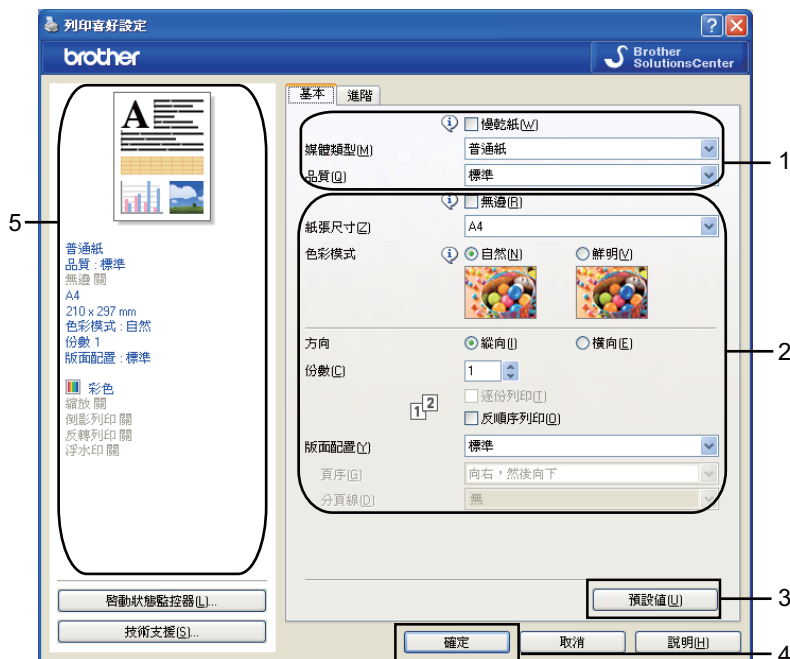 列印喜好設定
brother
Brother
SolutionsCenter
基本 進階
慢乾紙(W)
媒體類型(M) 普通紙
品質(Q) 標準
無邊(R)
紙張尺寸(Z) A4
色彩模式 自然(N) 鮮明(V)
方向 縱向(I) 橫向(E)
份數(C) 1
逐份列印(T)
12
反順序列印(O)
版面配置(Y) 標準
頁序(G) 向右，然後向下
分頁線(D) 無
預設值(U)
A
普通紙
品質 : 標準
無邊 關
A4
210 x 297 mm
色彩模式 : 自然
份數 1
版面配置 : 標準
彩色
縮放 關
倒影列印 關
反轉列印 關
浮水印 關
啟動狀態監控器(L)...
技術支援(S)...
確定 取消 說明(H)
1
2
3
4
5